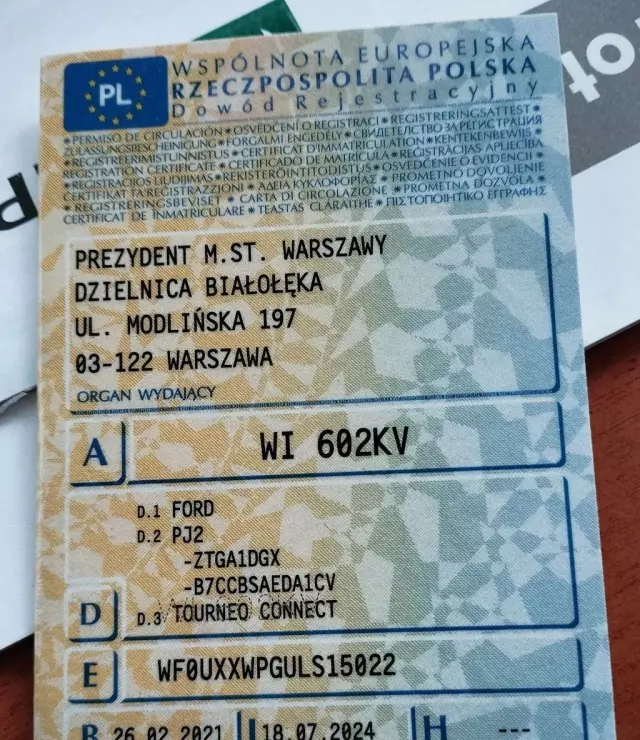 WSPÓLNOTA EUROPEJSKA
PL
RZECZPOSPOLITA POLSKA
Dowód Rejestracyjny
*PERMISO DE CIRCULACIÓN*OSVĚDČENÍ O REGISTRACI*REGISTRERINGSATTEST*
ZULASSUNGSBESCHEINIGUNG*FORGALMI ENGEDÉLY*СВИДЕТЕЛСТВО ЗА РЕГИСТРАЦИЯ
*REGISTREERIMISTUNNISTUS*CERTIFICAT D'IMMATRICULATION*KENTEKENBEWIJS*
REGISTRATION CERTIFICATE*CERTIFICADO DE MATRÍCULA*REĢISTRĀCIJAS APLIECĪBA
*REGISTRACIJOS LIUDIJIMAS*REKISTERÖINTITODISTUS*OSVEDČENIE O EVIDENCII*
ĊERTIFIKAT TA' REĠISTRAZZJONI*ΑΔΕΙΑ ΚΥΚΛΟΦΟΡΙΑΣ*PROMETNO DOVOLJENJE
*REGISTRERINGSBEVISET*CARTA DI CIRCOLAZIONE*PROMETNA DOZVOLA*
CERTIFICAT DE ÎNMATRICULARE*TEASTAS CLÁRAITHE*ΠΙΣΤΟΠΟΙΗΤΙΚΟ ΕΓΓΡΑΦΗΣ
PREZYDENT M.ST. WARSZAWY
DZIELNICA BIAŁOŁĘKA
UL. MODLIŃSKA 197
03-122 WARSZAWA
ORGAN WYDAJĄCY
A WI 602KV
D.1 FORD
D.2 PJ2
-ZTGA1DGX
-B7CCBSAEDA1CV
D D.3 TOURNEO CONNECT
E WF0UXXWPGULS15022
B 26.02.2021 I 18.07.2024 H ---